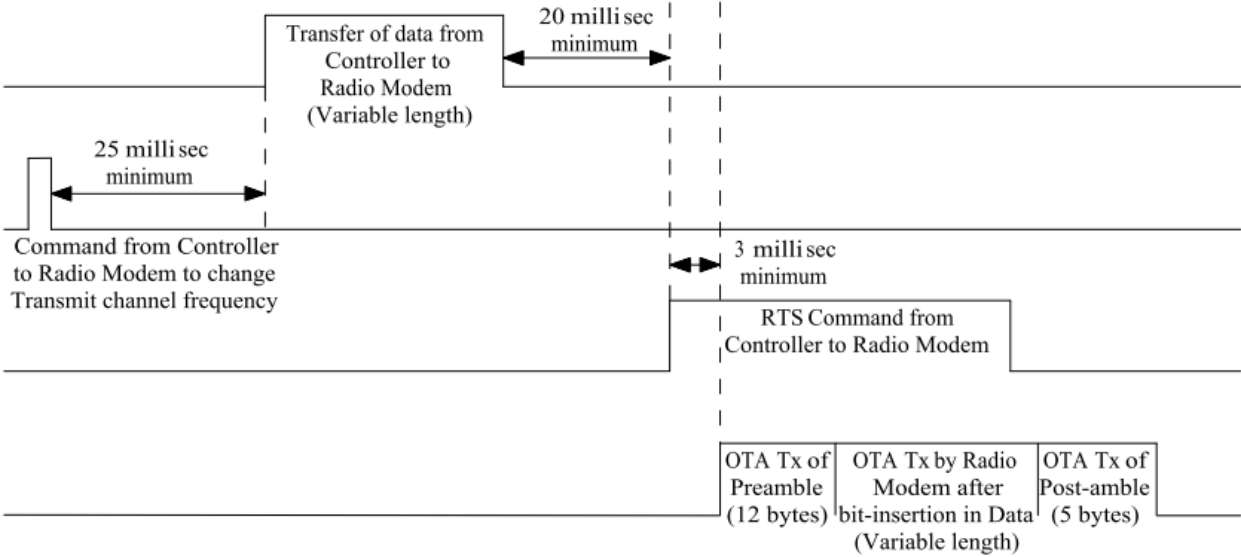 Transfer of data from
Controller to
Radio Modem
(Variable length)
20 milli sec
minimum
25 milli sec
minimum
Command from Controller
to Radio Modem to change
Transmit channel frequency
3 milli sec
minimum
RTS Command from
Controller to Radio Modem
OTA Tx of
Preamble
(12 bytes)
OTA Tx by Radio
Modem after
bit-insertion in Data
(Variable length)
OTA Tx of
Post-amble
(5 bytes)